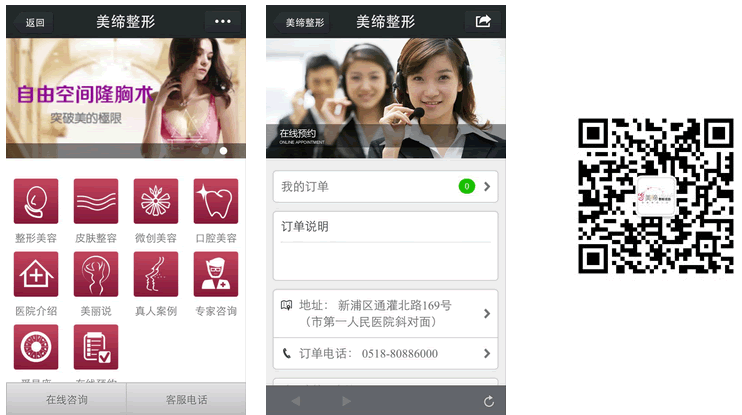 返回
美缔整形
自由空间隆胸术
突破美的極限
整形美容
皮肤整容
微创美容
口腔美容
医院介绍
美丽说
真人案例
专家咨询
在线预约
在线咨询
客服电话
美缔整形
美缔整形
在线预约
ONLINE APPOINTMENT
我的订单
0
订单说明
地址： 新浦区通灌北路169号
（市第一人民医院斜对面）
订单电话： 0518-80886000
美缔